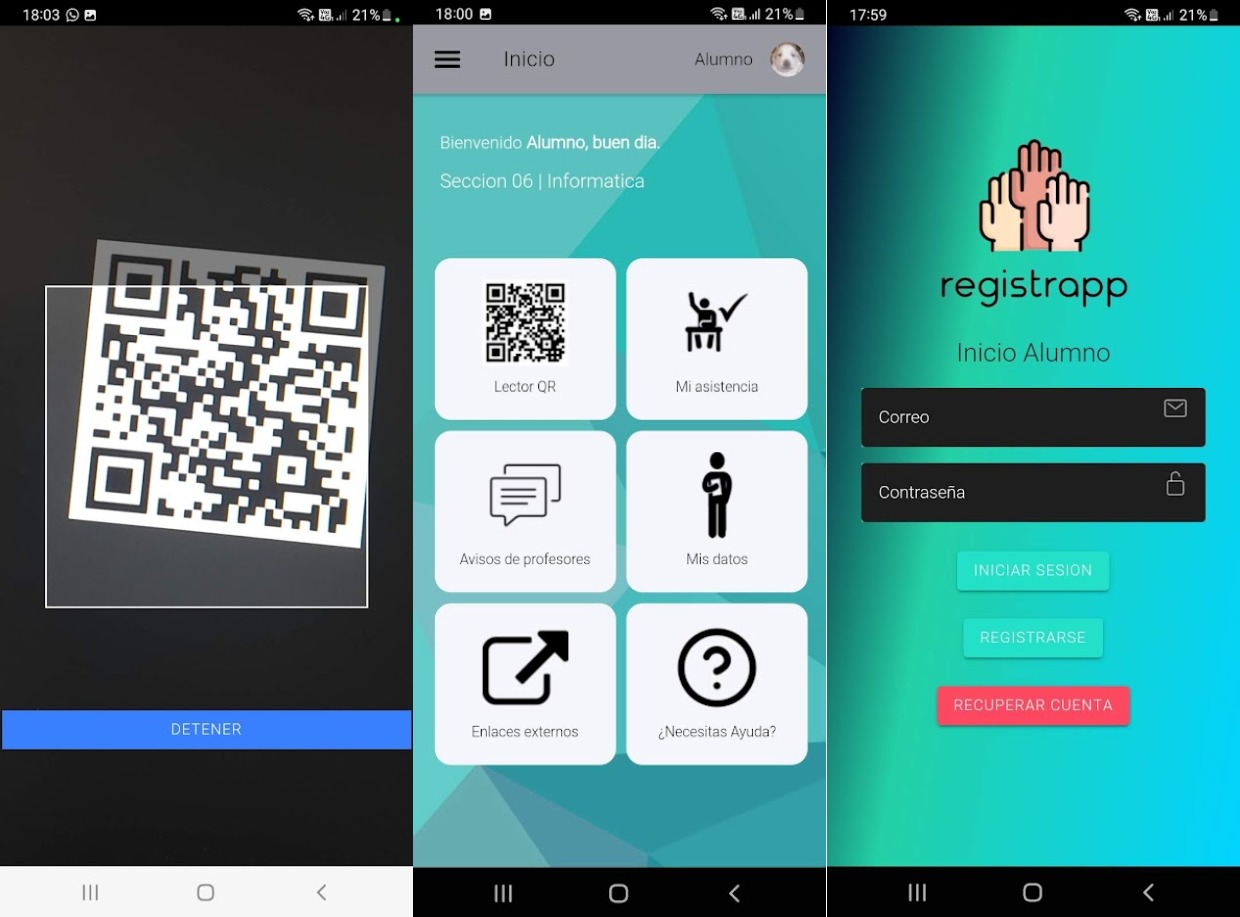 18:03
21%
DETENER
18:00
21%
Inicio
Alumno
Bienvenido Alumno, buen dia.
Seccion 06 | Informatica
Lector QR
Mi asistencia
Avisos de profesores
Mis datos
Enlaces externos
¿Necesitas Ayuda?
17:59
21%
registrapp
Inicio Alumno
Correo
Contraseña
INICIAR SESION
REGISTRARSE
RECUPERAR CUENTA